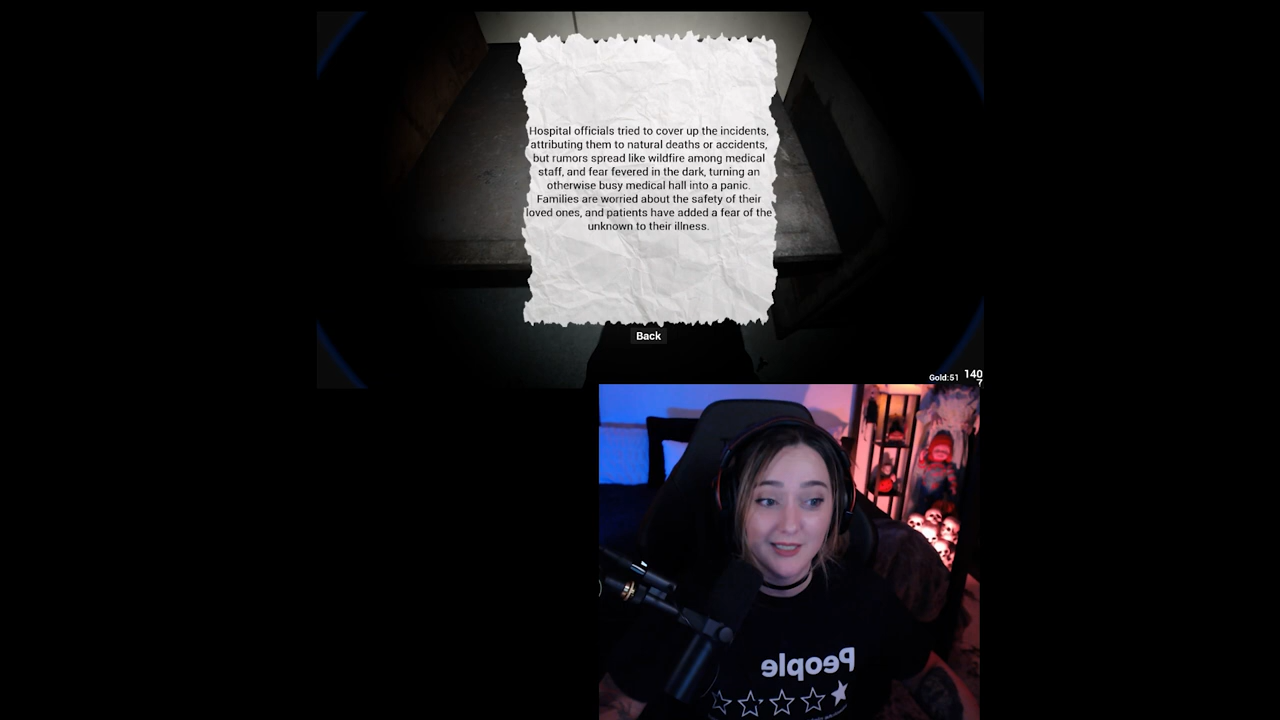 Hospital officials tried to cover up the incidents,
attributing them to natural deaths or accidents,
but rumors spread like wildfire among medical
staff, and fear fevered in the dark, turning an
otherwise busy medical hall into a panic.
Families are worried about the safety of their
loved ones, and patients have added a fear of the
unknown to their illness.
Back
Gold:51
140
7
People